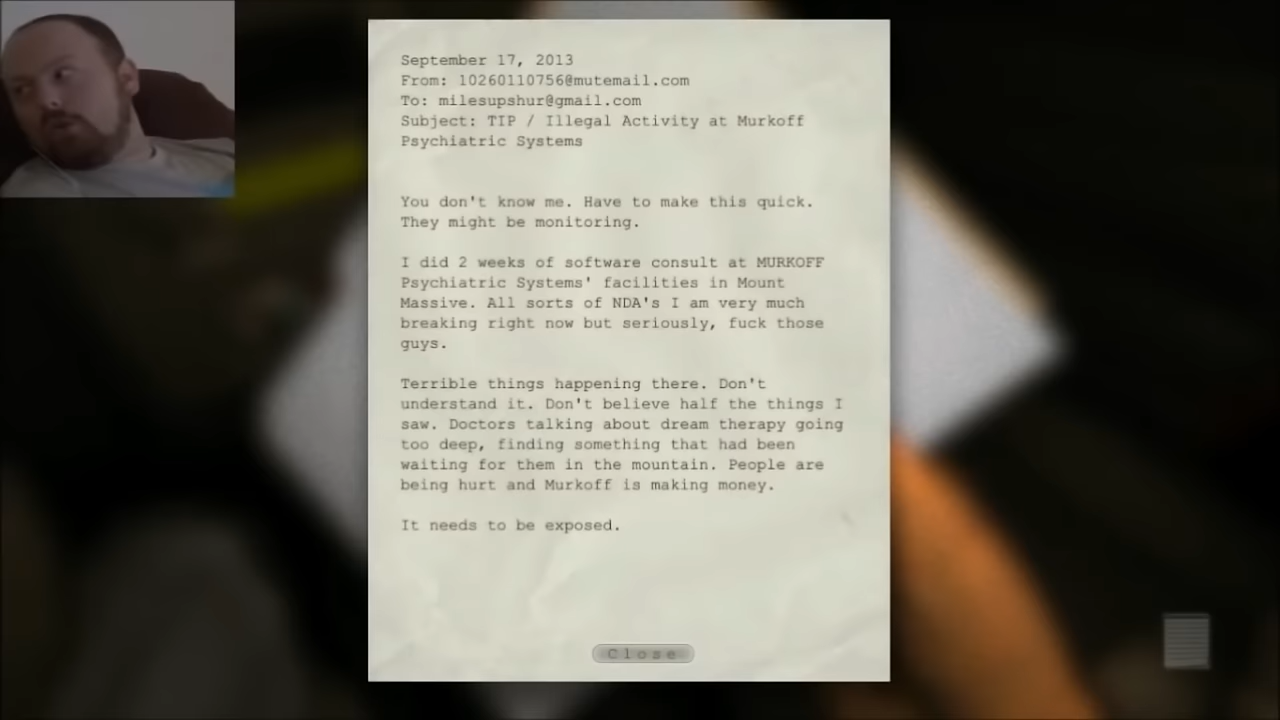 September 17, 2013
From: 10260110756@mutemail.com
To: milesupshur@gmail.com
Subject: TIP / Illegal Activity at Murkoff
Psychiatric Systems
You don't know me. Have to make this quick.
They might be monitoring.
I did 2 weeks of software consult at MURKOFF
Psychiatric Systems' facilities in Mount
Massive. All sorts of NDA's I am very much
breaking right now but seriously, fuck those
guys.
Terrible things happening there. Don't
understand it. Don't believe half the things I
saw. Doctors talking about dream therapy going
too deep, finding something that had been
waiting for them in the mountain. People are
being hurt and Murkoff is making money.
It needs to be exposed.
Close